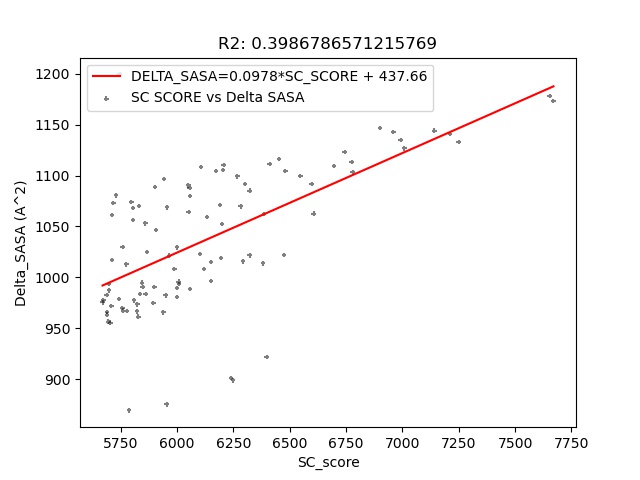 R2: 0.3986786571215769
DELTA_SASA=0.0978*SC_SCORE + 437.66
SC SCORE vs Delta SASA
1200
1150
1100
1050
1000
950
900
Delta_SASA (A^2)
5750 6000 6250 6500 6750 7000 7250 7500 7750
SC_score